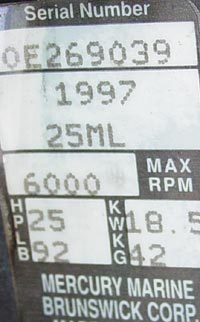 Serial Number
0E269039
1997
25ML
6000 MAX RPM
HP 25 KW 18.5
LB 92 KG 42
MERCURY MARINE
BRUNSWICK CORP.